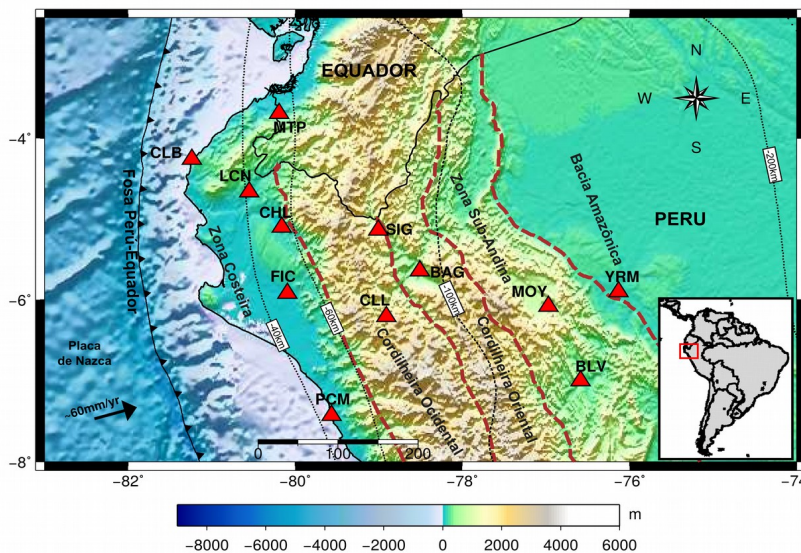 EQUADOR
N
W E
S
−4°
MTP
CLB
LCN
CHL
SIG
Fosa Perú-Equador
Zona Costeira
Zona Sub-Andina
Bacia Amazônica
-200km
PERU
BAG
FIC
YRM
MOY
−6°
CLL
-100km
-60km
-40km
Placa
de Nazca
Cordilheira Ocidental
Cordilheira Oriental
BLV
PCM
~60mm/yr
0 100 200
−8°
−82° −80° −78° −76° −74
−8000 −6000 −4000 −2000 0 2000 4000 6000 m